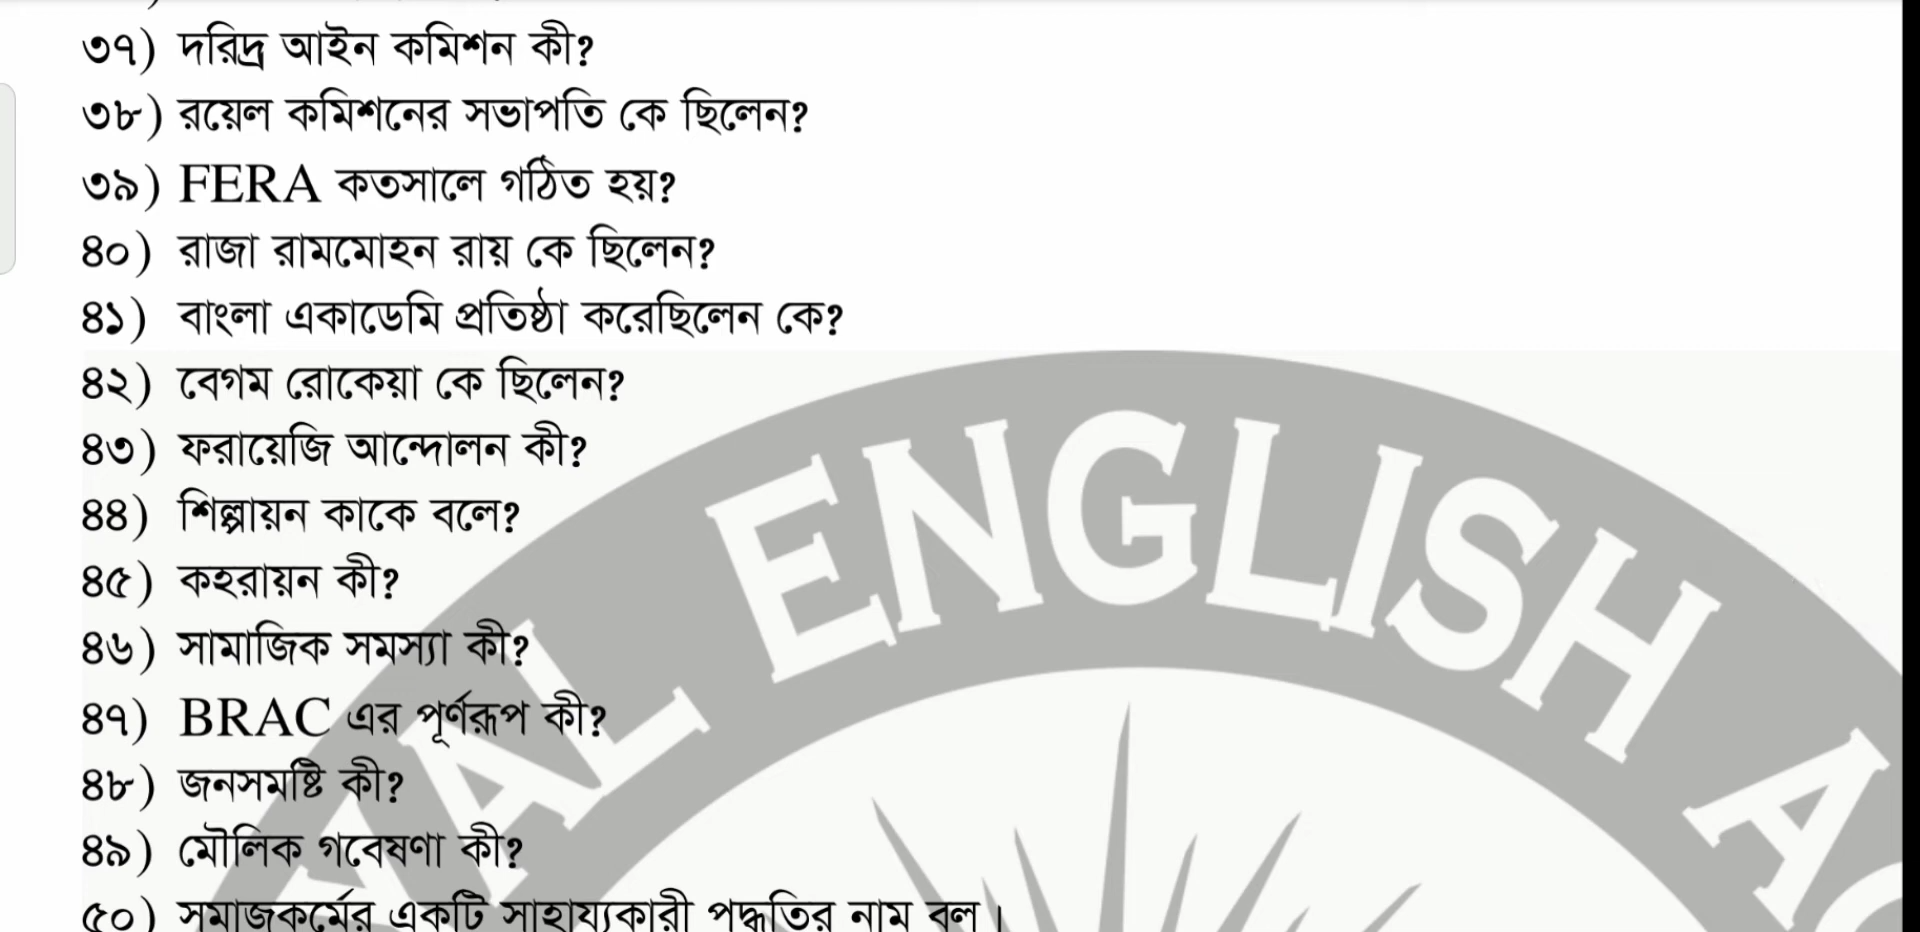 ৩৭) দরিদ্র আইন কমিশন কী?
৩৮) রয়েল কমিশনের সভাপতি কে ছিলেন?
৩৯) FERA কতসালে গঠিত হয়?
৪০) রাজা রামমোহন রায় কে ছিলেন?
৪১) বাংলা একাডেমি প্রতিষ্ঠা করেছিলেন কে?
৪২) বেগম রোকেয়া কে ছিলেন?
৪৩) ফরায়েজি আন্দোলন কী?
৪৪) শিল্পায়ন কাকে বলে?
৪৫) কহরায়ন কী?
৪৬) সামাজিক সমস্যা কী?
৪৭) BRAC এর পূর্ণরূপ কী?
৪৮) জনসমষ্টি কী?
৪৯) মৌলিক গবেষণা কী?
৫০) সমাজকর্মের একটি সাহায্যকারী পদ্ধতির নাম বল।
ENGLISH